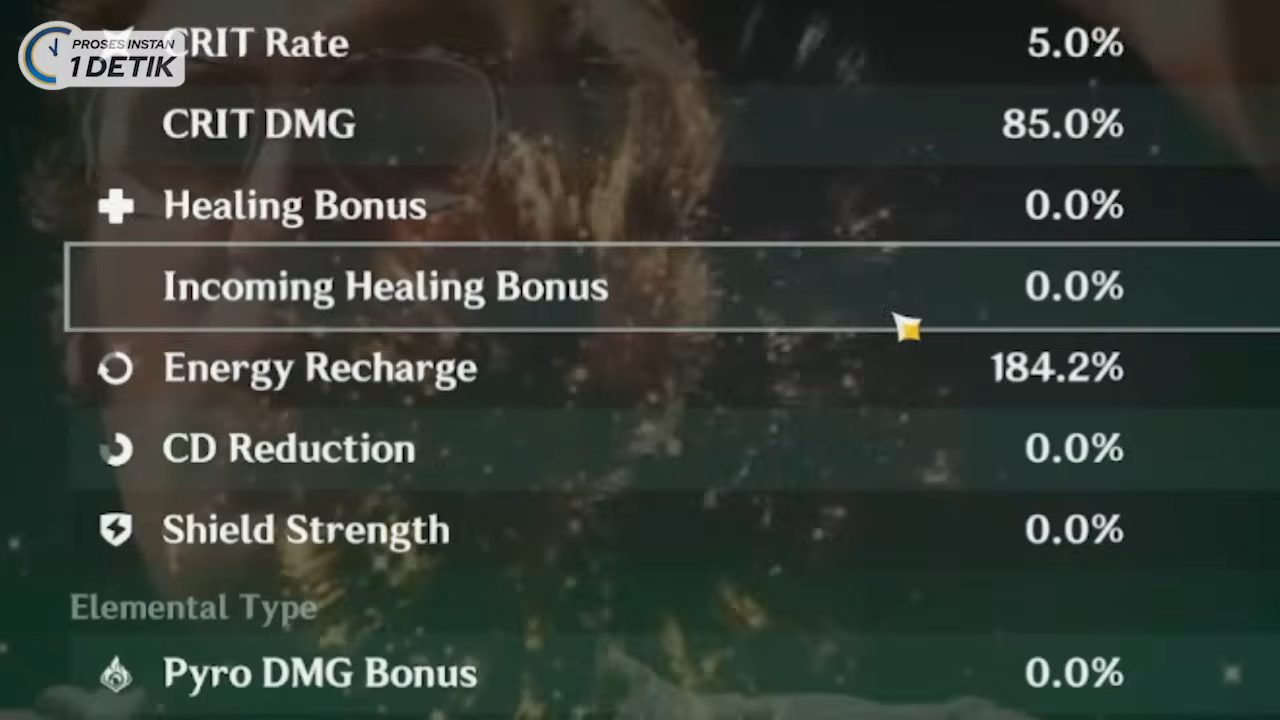 PROSES INSTAN
1 DETIK
CRIT Rate 5.0%
CRIT DMG 85.0%
Healing Bonus 0.0%
Incoming Healing Bonus 0.0%
Energy Recharge 184.2%
CD Reduction 0.0%
Shield Strength 0.0%
Elemental Type
Pyro DMG Bonus 0.0%